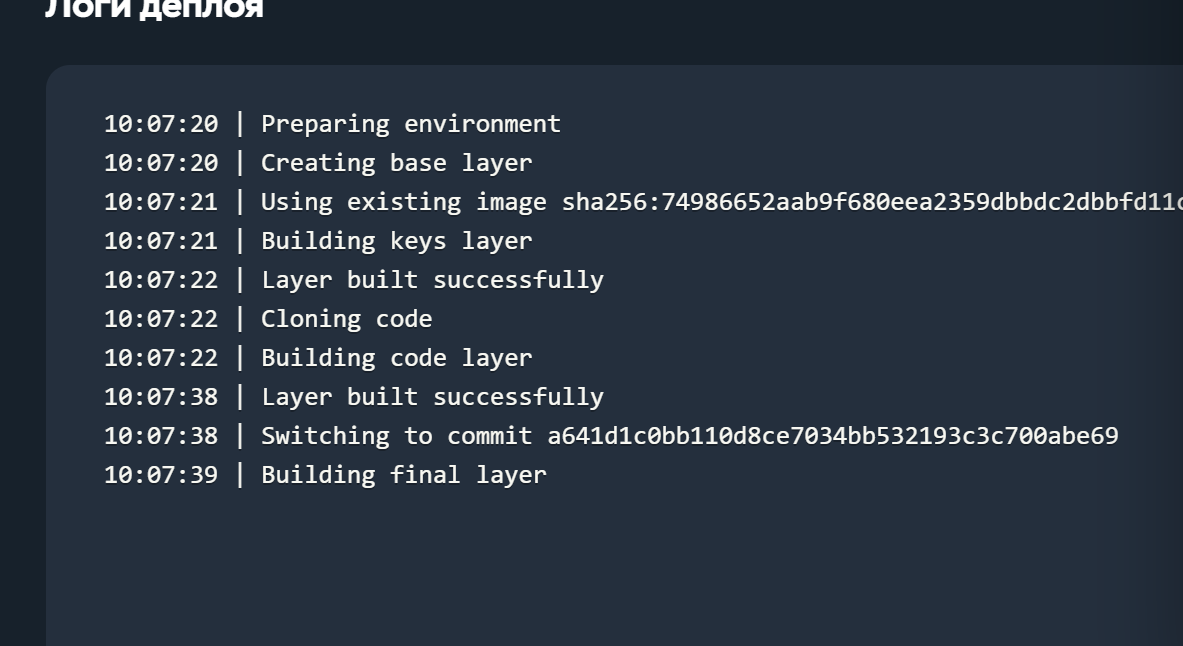 Логи деплоя
10:07:20 | Preparing environment
10:07:20 | Creating base layer
10:07:21 | Using existing image sha256:74986652aab9f680eea2359dbbdc2dbbfd11c
10:07:21 | Building keys layer
10:07:22 | Layer built successfully
10:07:22 | Cloning code
10:07:22 | Building code layer
10:07:38 | Layer built successfully
10:07:38 | Switching to commit a641d1c0bb110d8ce7034bb532193c3c700abe69
10:07:39 | Building final layer